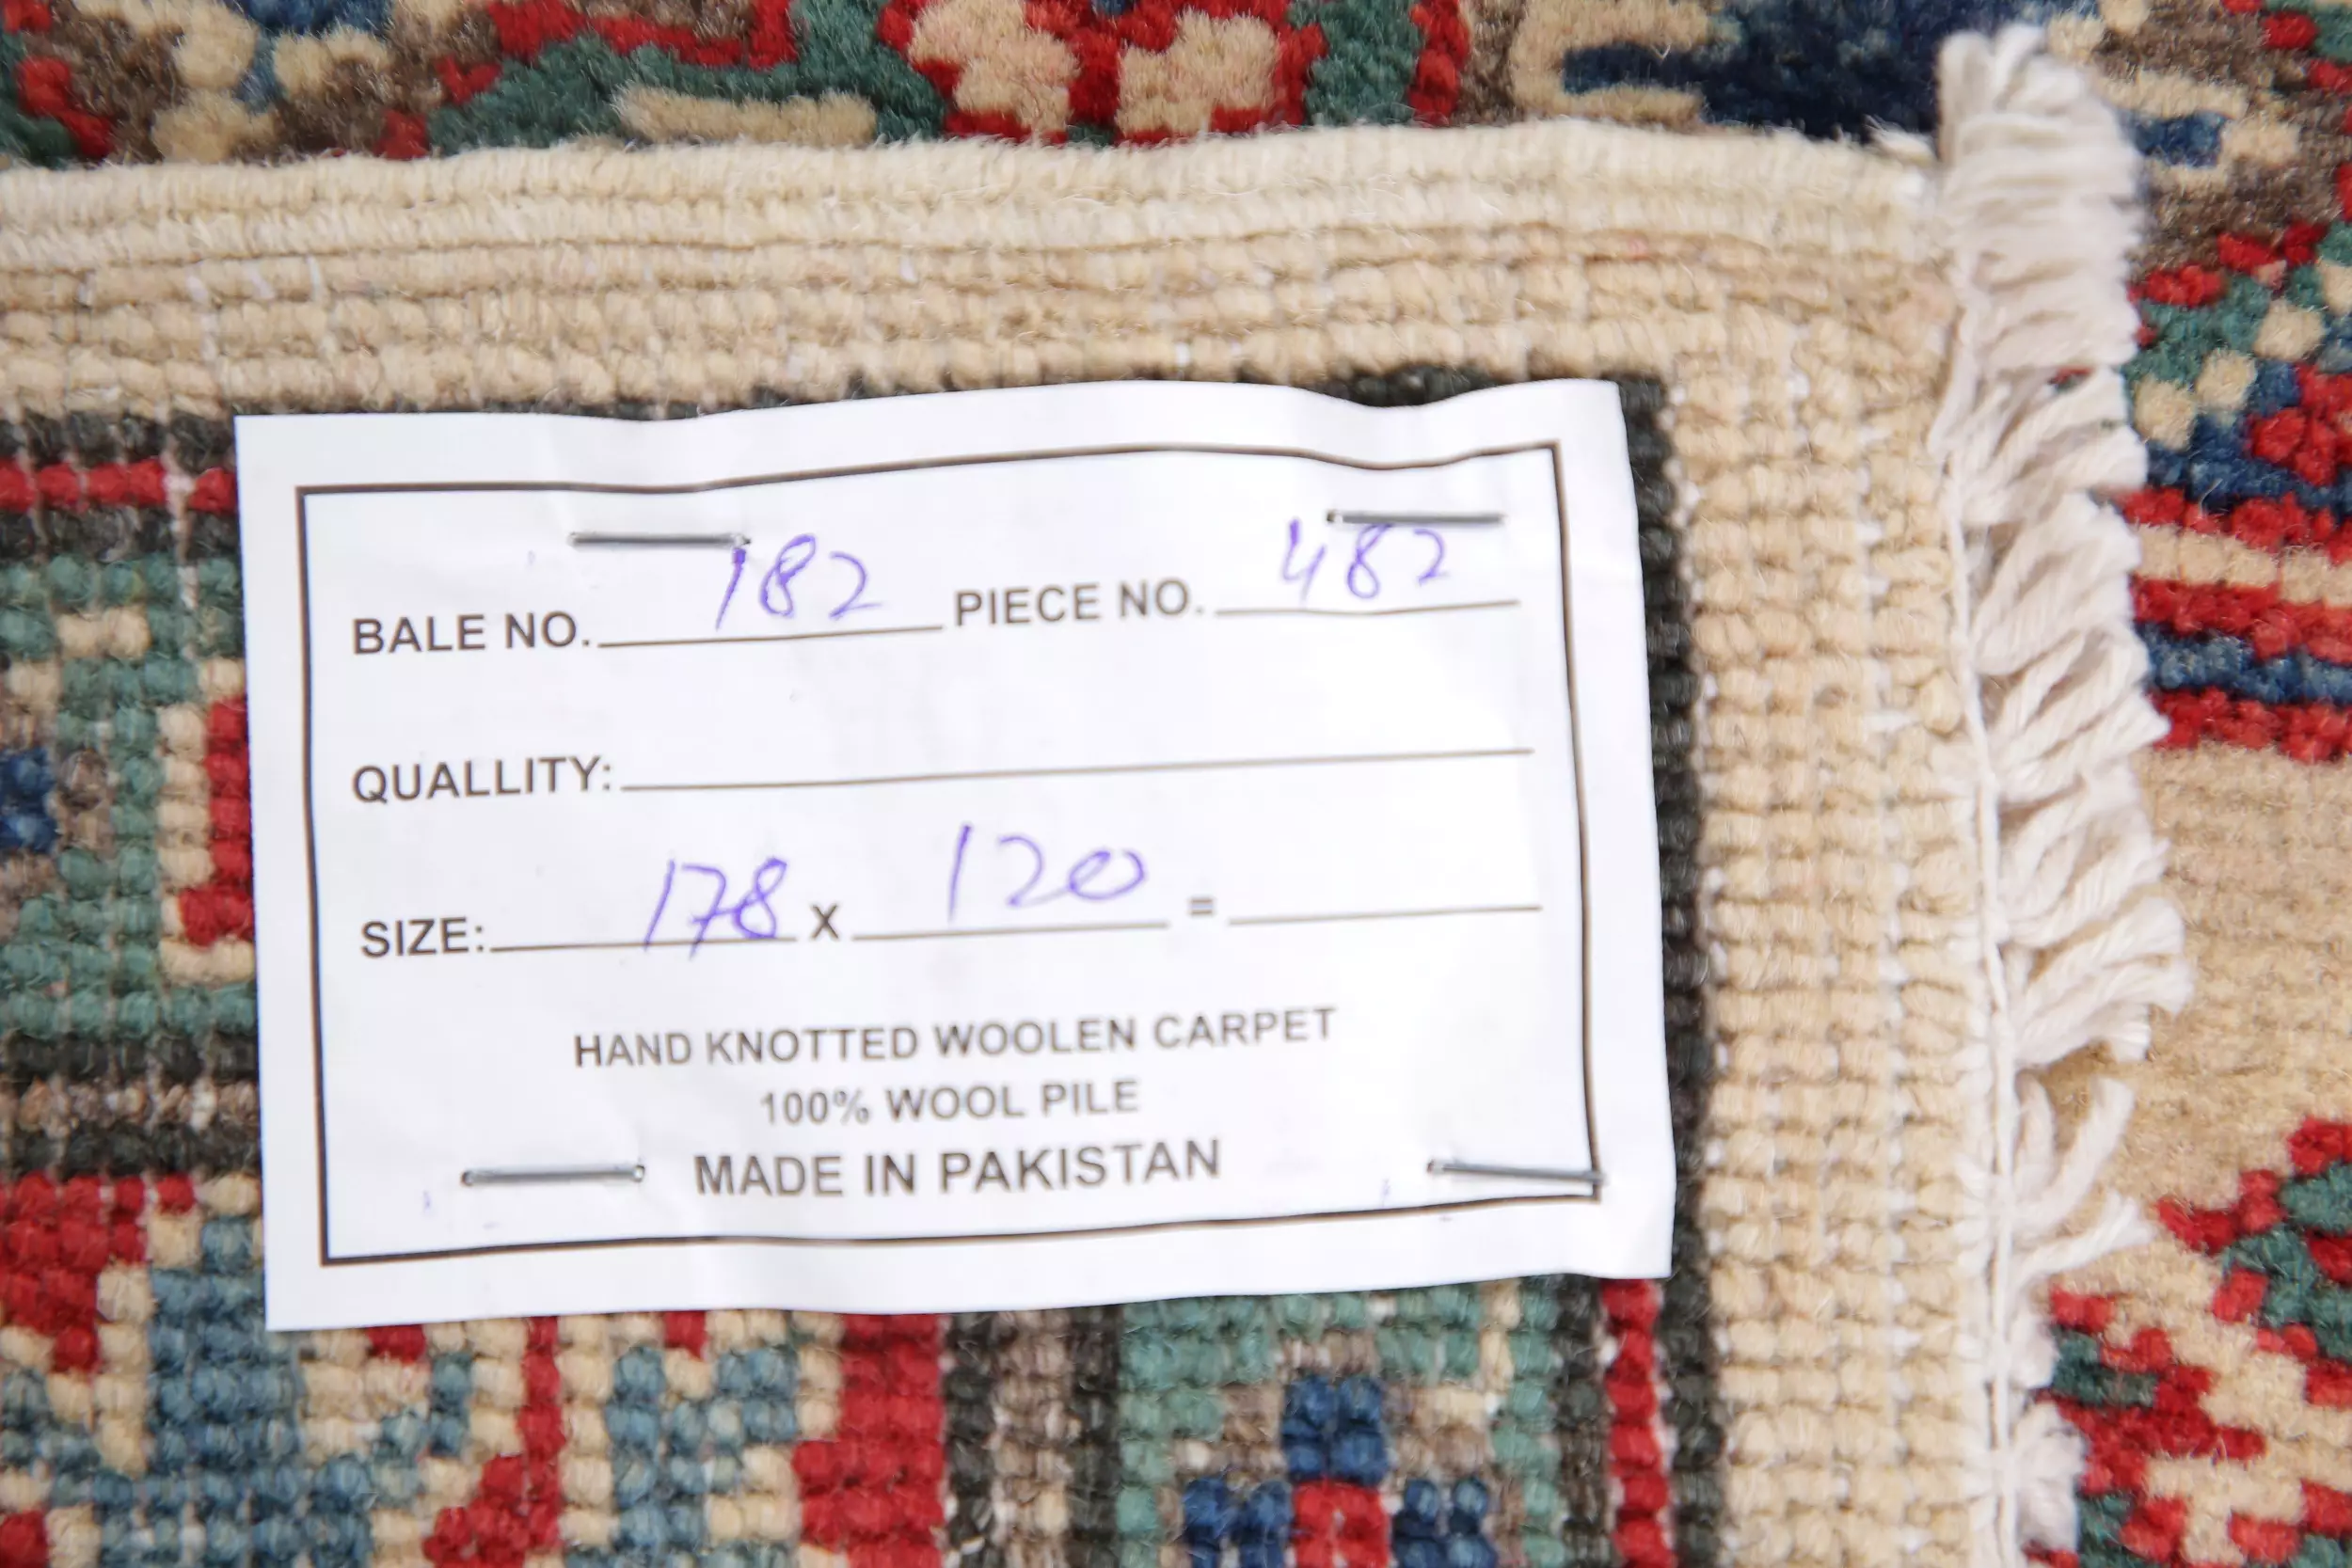 BALE NO. 182 PIECE NO. 482
QUALLITY:
SIZE: 178 X 120 =
HAND KNOTTED WOOLEN CARPET
100% WOOL PILE
MADE IN PAKISTAN